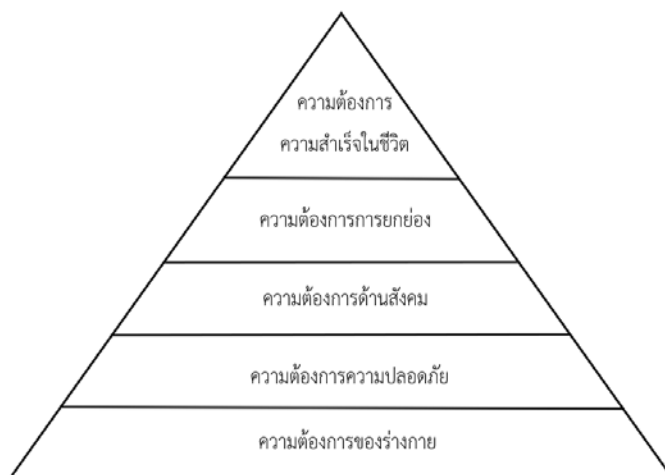 ความต้องการ
ความสำเร็จในชีวิต
ความต้องการการยกย่อง
ความต้องการด้านสังคม
ความต้องการความปลอดภัย
ความต้องการของร่างกาย